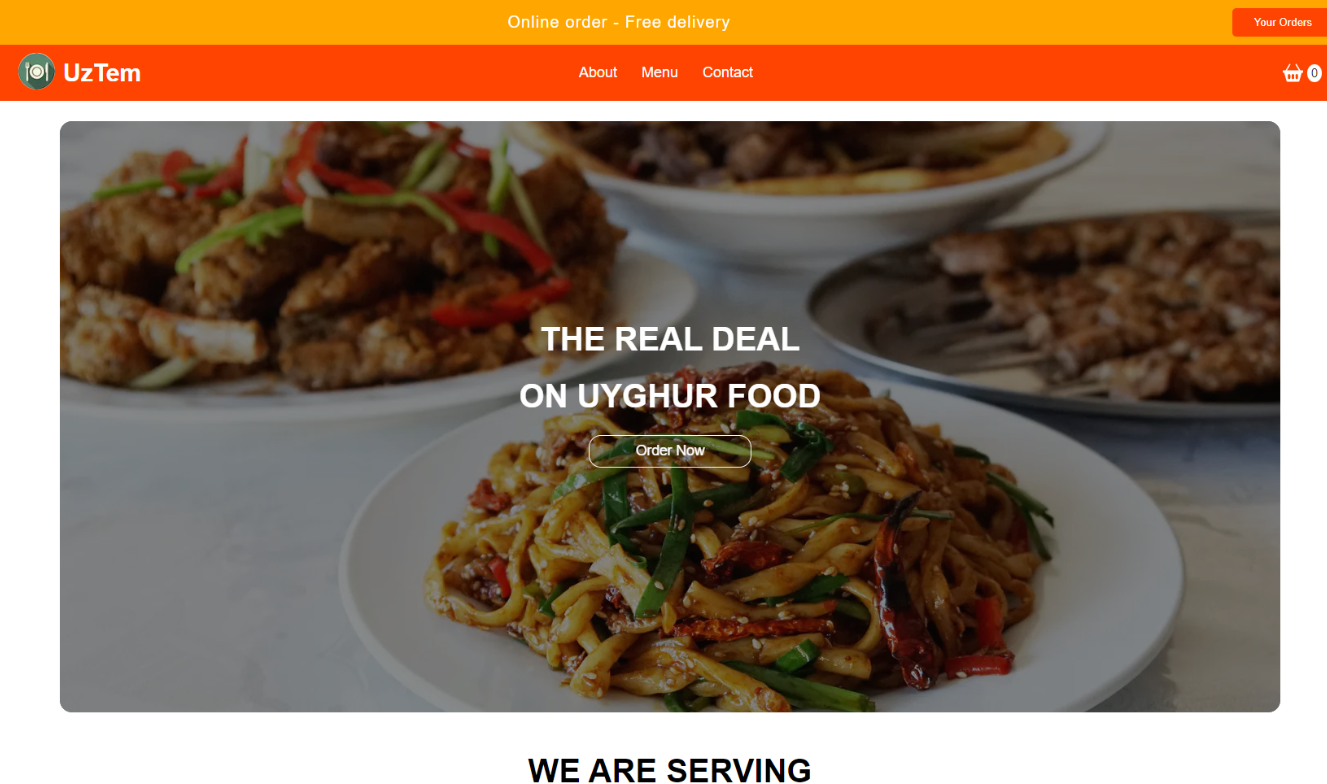 Online order - Free delivery
Your Orders
UzTem
About
Menu
Contact
0
THE REAL DEAL
ON UYGHUR FOOD
Order Now
WE ARE SERVING